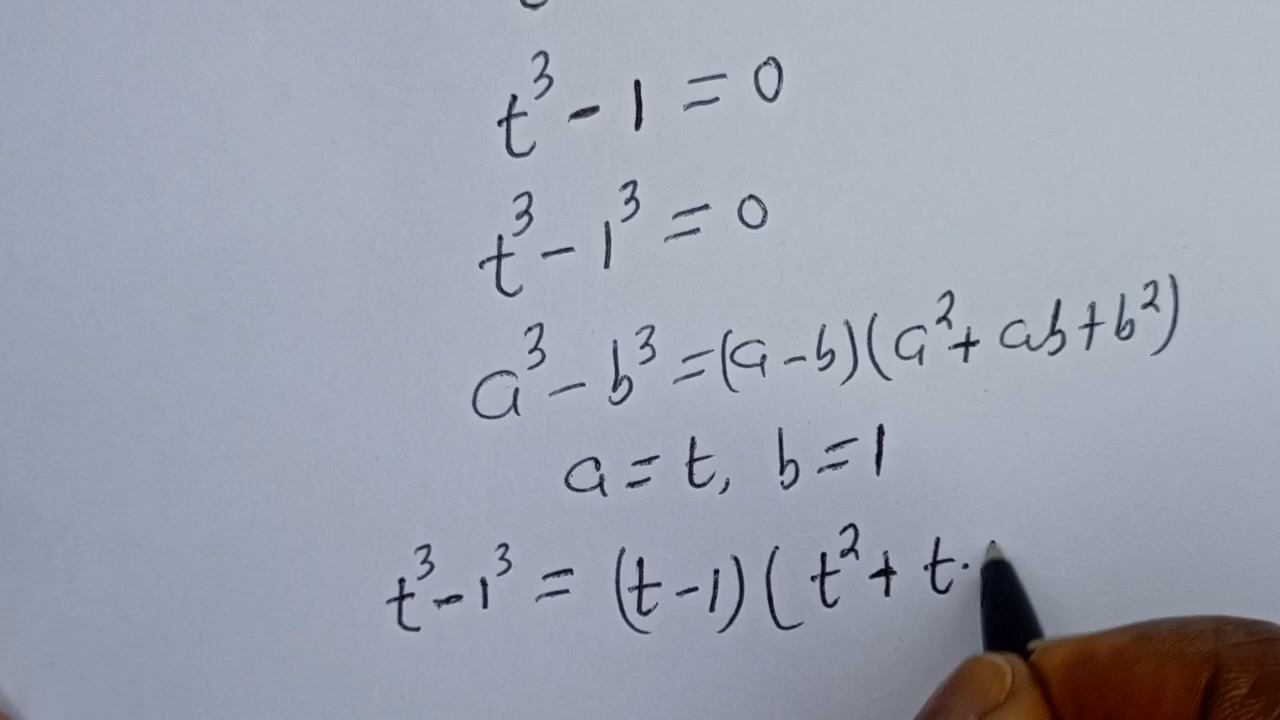 t³ - 1 = 0
t³ - 1³ = 0
a³ - b³ = (a - b)(a² + ab + b²)
a = t, b = 1
t³ - 1³ = (t - 1)( t² + t ·